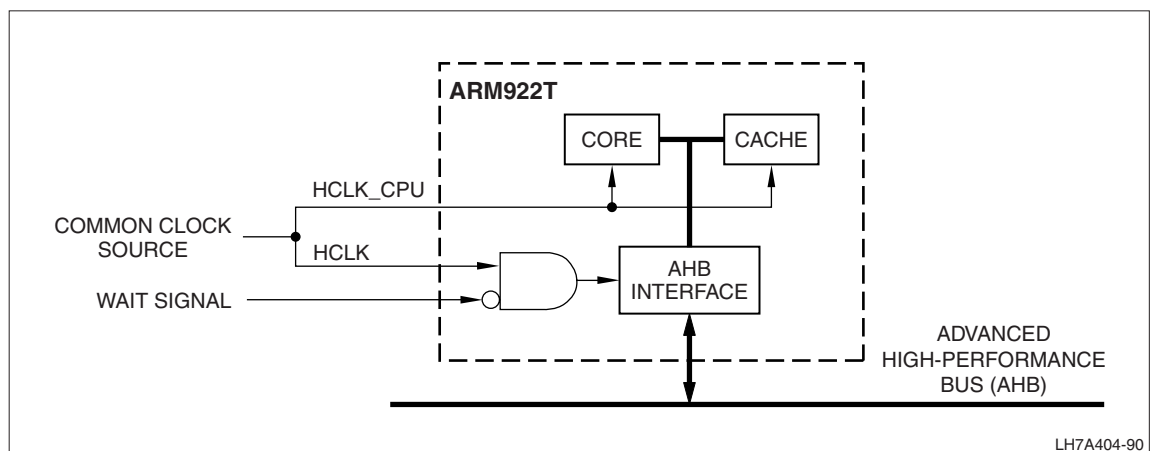 ARM922T
CORE
CACHE
HCLK_CPU
COMMON CLOCK
SOURCE
HCLK
AHB
INTERFACE
WAIT SIGNAL
ADVANCED
HIGH-PERFORMANCE
BUS (AHB)
LH7A404-90